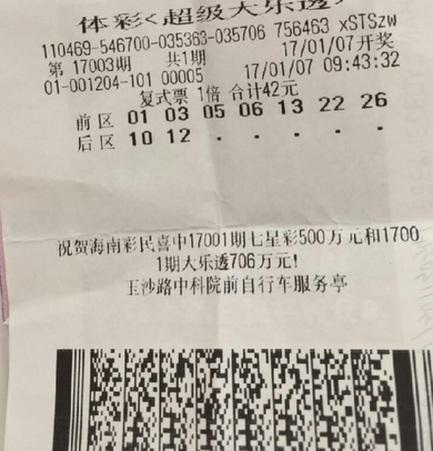 体彩<超级大乐透>
110469-546700-035363-035706 756463 xSTSzw
第 17003期 共1期 17/01/07开奖
01-001204-101 00005 17/01/07 09:43:32
复式票 1倍 合计42元
前区 01 03 05 06 13 22 26
后区 10 12 . . . . .
祝贺海南彩民喜中17001期七星彩500万元和1700
1期大乐透706万元!
玉沙路中科院前自行车服务亭